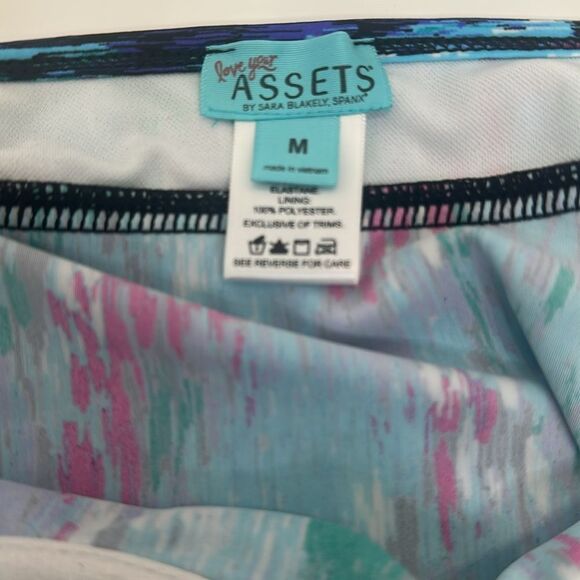 love your
ASSETS®
BY SARA BLAKELY, SPANX®
M
made in vietnam
ELASTANE
LINING:
100% POLYESTER.
EXCLUSIVE OF TRIMS.
SEE REVERSE FOR CARE